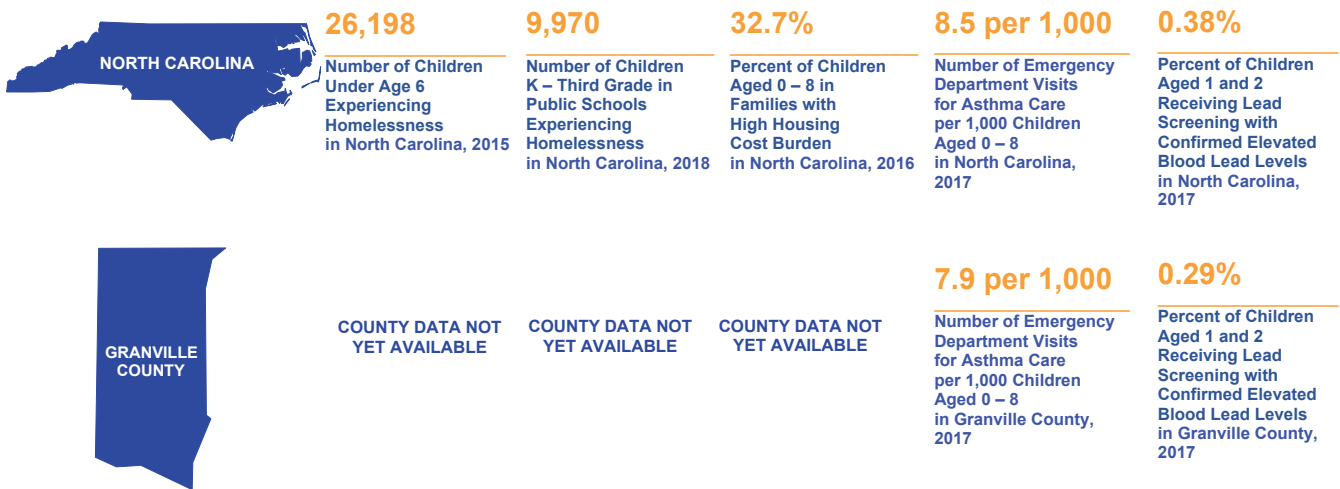 NORTH CAROLINA
26,198
Number of Children
Under Age 6
Experiencing
Homelessness
in North Carolina, 2015
9,970
Number of Children
K – Third Grade in
Public Schools
Experiencing
Homelessness
in North Carolina, 2018
32.7%
Percent of Children
Aged 0 – 8 in
Families with
High Housing
Cost Burden
in North Carolina, 2016
8.5 per 1,000
Number of Emergency
Department Visits
for Asthma Care
per 1,000 Children
Aged 0 – 8
in North Carolina,
2017
0.38%
Percent of Children
Aged 1 and 2
Receiving Lead
Screening with
Confirmed Elevated
Blood Lead Levels
in North Carolina,
2017
GRANVILLE
COUNTY
COUNTY DATA NOT
YET AVAILABLE
COUNTY DATA NOT
YET AVAILABLE
COUNTY DATA NOT
YET AVAILABLE
7.9 per 1,000
Number of Emergency
Department Visits
for Asthma Care
per 1,000 Children
Aged 0 – 8
in Granville County,
2017
0.29%
Percent of Children
Aged 1 and 2
Receiving Lead
Screening with
Confirmed Elevated
Blood Lead Levels
in Granville County,
2017